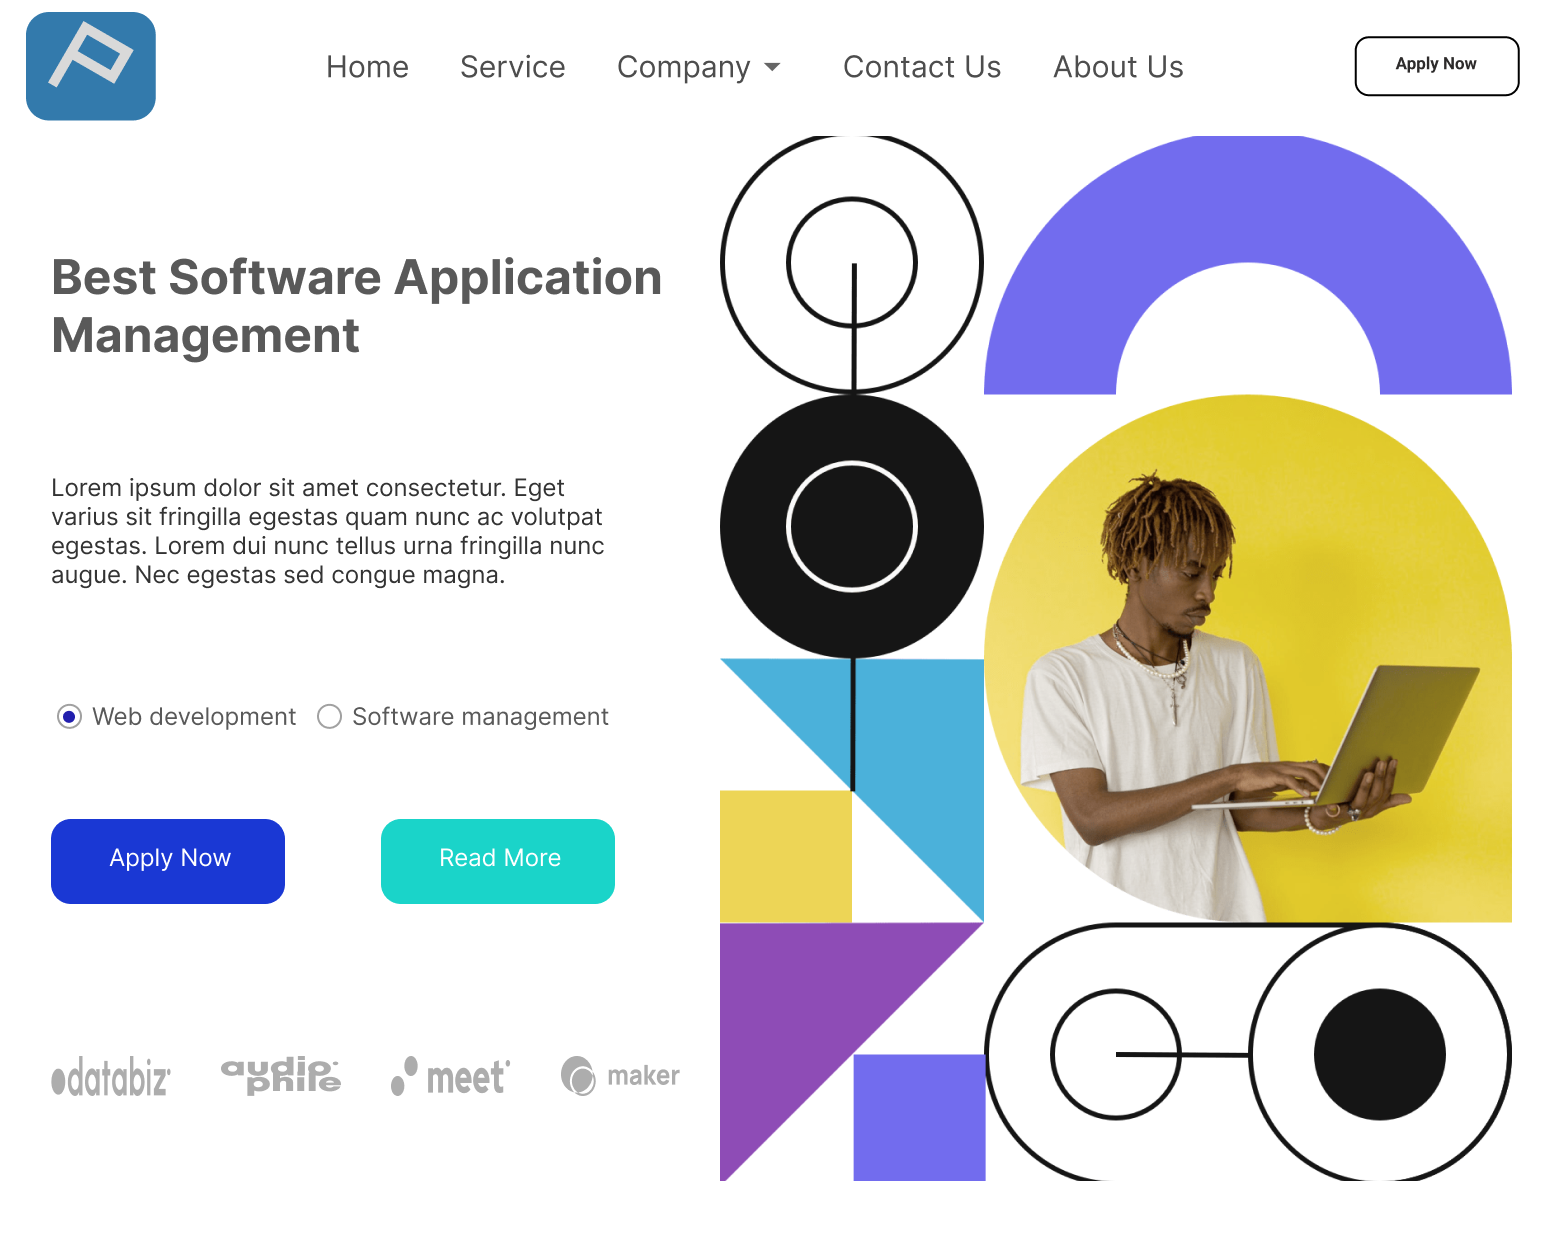 Home Service Company Contact Us About Us Apply Now
Best Software Application
Management
Lorem ipsum dolor sit amet consectetur. Eget
varius sit fringilla egestas quam nunc ac volutpat
egestas. Lorem dui nunc tellus urna fringilla nunc
augue. Nec egestas sed congue magna.
Web development Software management
Apply Now Read More
databiz audiophile meet maker